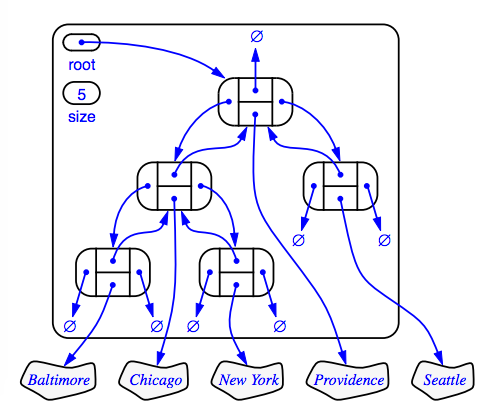 ∅
root
5
size
∅ ∅
∅ ∅ ∅ ∅
Baltimore Chicago New York Providence Seattle